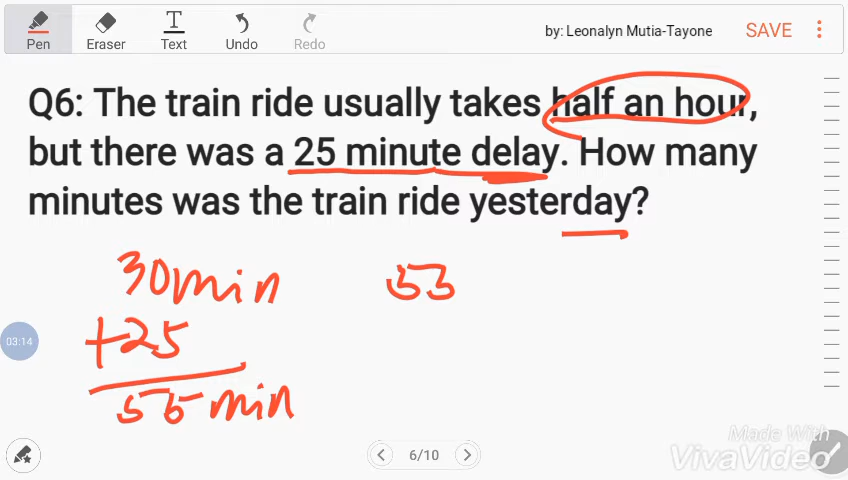 Pen Eraser Text Undo Redo by: Leonalyn Mutia-Tayone SAVE
Q6: The train ride usually takes half an hour,
but there was a 25 minute delay. How many
minutes was the train ride yesterday?
30min 53
+25
55 min
03:14
6/10
Made With
VivaVideo